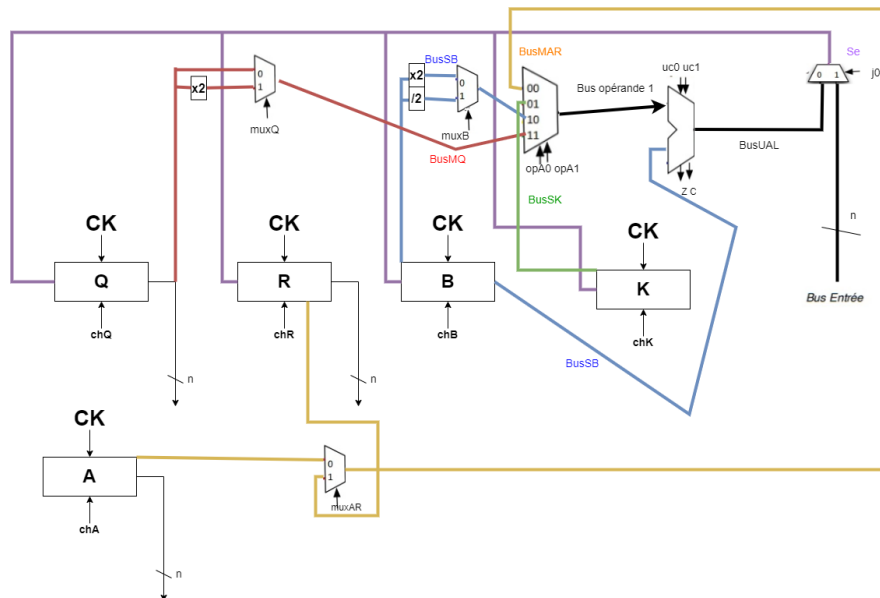 BusSB
BusMAR
uc0 uc1
Se
0
1
x2
x2
0
1
/2
00
01
10
11
Bus opérande 1
0 1
j0
muxQ
muxB
BusMQ
opA0 opA1
BusUAL
Z C
BusSK
n
CK
CK
CK
CK
Q
R
B
K
Bus Entrée
chQ
chR
chB
chK
BusSB
n
n
CK
A
0
1
muxAR
chA
n